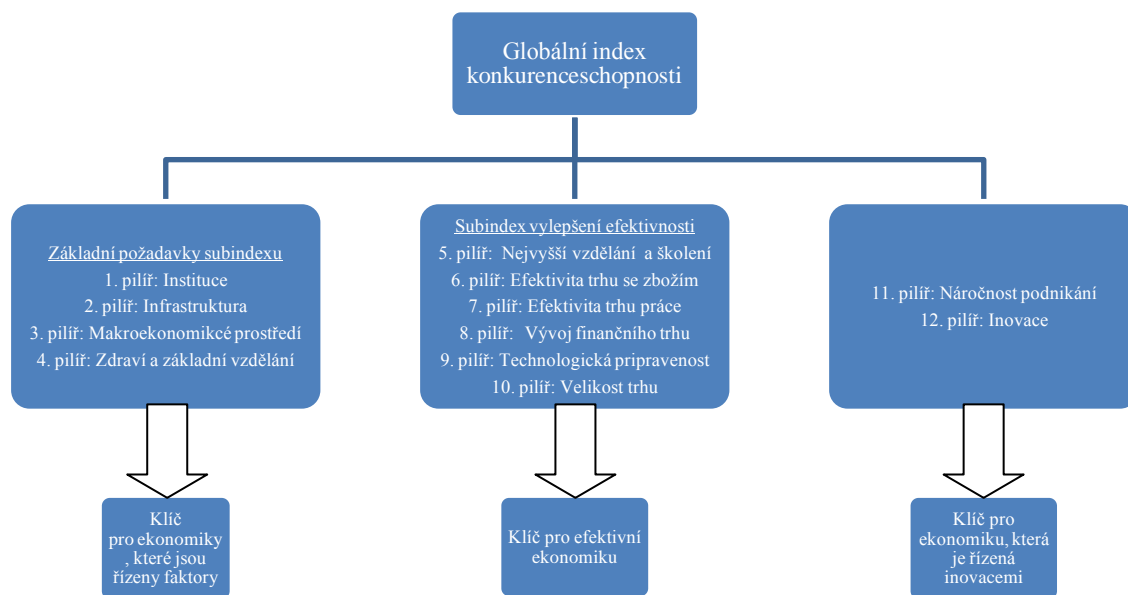 Globální index
konkurenceschopnosti
Základní požadavky subindexu
1. pilíř: Instituce
2. pilíř: Infrastruktura
3. pilíř: Makroekonomikcé prostředí
4. pilíř: Zdraví a základní vzdělání
Subindex vylepšení efektivnosti
5. pilíř: Nejvyšší vzdělání a školení
6. pilíř: Efektivita trhu se zbožím
7. pilíř: Efektivita trhu práce
8. pilíř: Vývoj finančního trhu
9. pilíř: Technologická pripravenost
10. pilíř: Velikost trhu
11. pilíř: Náročnost podnikání
12. pilíř: Inovace
Klíč
pro ekonomiky
, které jsou
řízeny faktory
Klíč pro efektivní
ekonomiku
Klíč pro
ekonomiku, která
je řízená
inovacemi